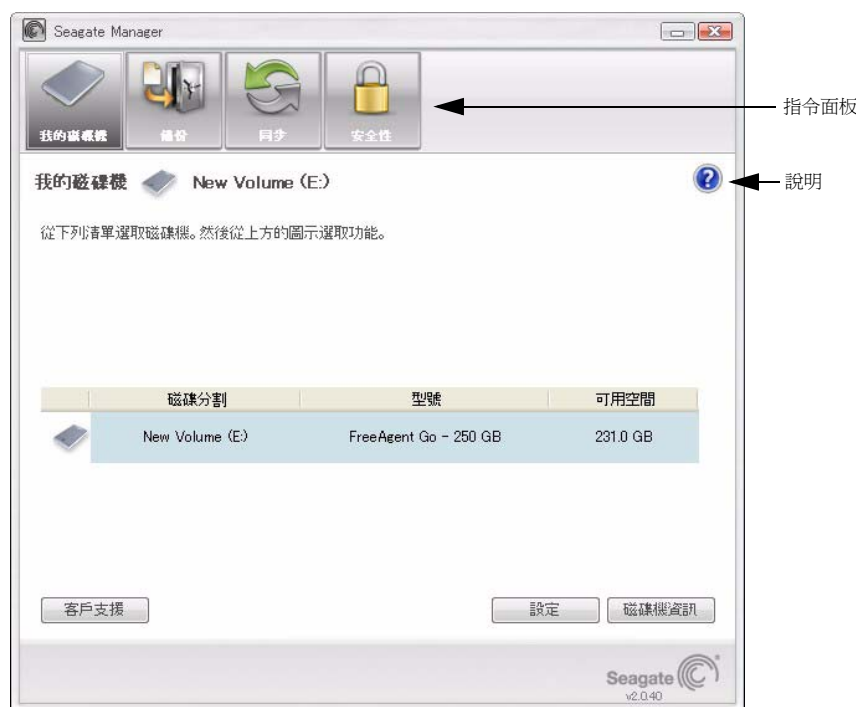 Seagate Manager
我的磁碟機
備份
同步
安全性
指令面板
我的磁碟機 New Volume (E:)
說明
從下列清單選取磁碟機。然後從上方的圖示選取功能。
磁碟分割 型號 可用空間
New Volume (E:) FreeAgent Go - 250 GB 231.0 GB
客戶支援 設定 磁碟機資訊
Seagate
v2.0.40